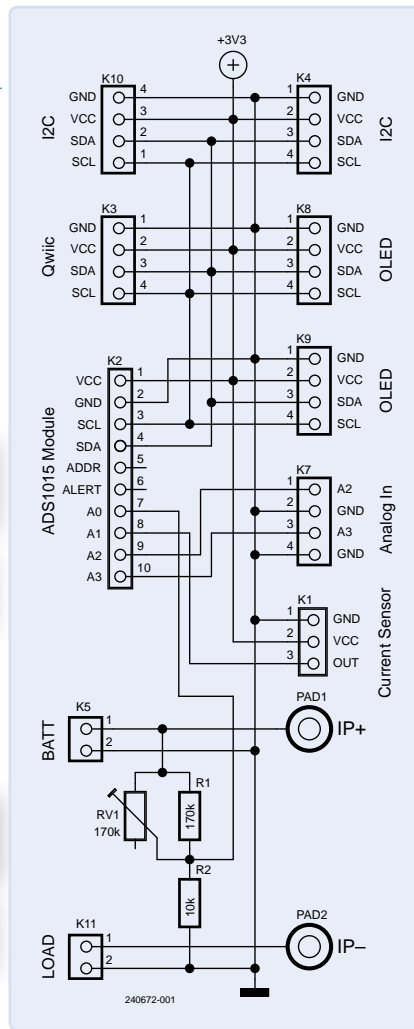 +3V3
K10
K4
GND 4 1 GND
VCC 3 2 VCC
SDA 2 3 SDA
SCL 1 4 SCL
I2C
I2C
K3
K8
GND 1 1 GND
VCC 2 2 VCC
SDA 3 3 SDA
SCL 4 4 SCL
Qwiic
OLED
K9
1 GND
2 VCC
3 SDA
4 SCL
OLED
K2
VCC 1
GND 2
SCL 3
SDA 4
ADDR 5
ALERT 6
A0 7
A1 8
A2 9
A3 10
ADS1015 Module
K7
1 A2
2 GND
3 A3
4 GND
Analog In
K1
1 GND
2 VCC
3 OUT
Current Sensor
K5
1
2
BATT
PAD1
IP+
RV1
170k
R1
170k
R2
10k
K11
1
2
LOAD
PAD2
IP–
240672-001